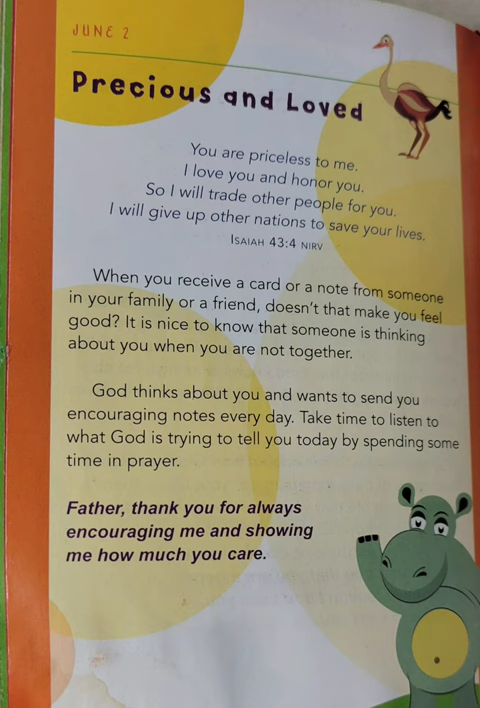 JUNE 2
Precious and Loved
You are priceless to me.
I love you and honor you.
So I will trade other people for you.
I will give up other nations to save your lives.
ISAIAH 43:4 NIRV
When you receive a card or a note from someone
in your family or a friend, doesn't that make you feel
good? It is nice to know that someone is thinking
about you when you are not together.
God thinks about you and wants to send you
encouraging notes every day. Take time to listen to
what God is trying to tell you today by spending some
time in prayer.
Father, thank you for always
encouraging me and showing
me how much you care.